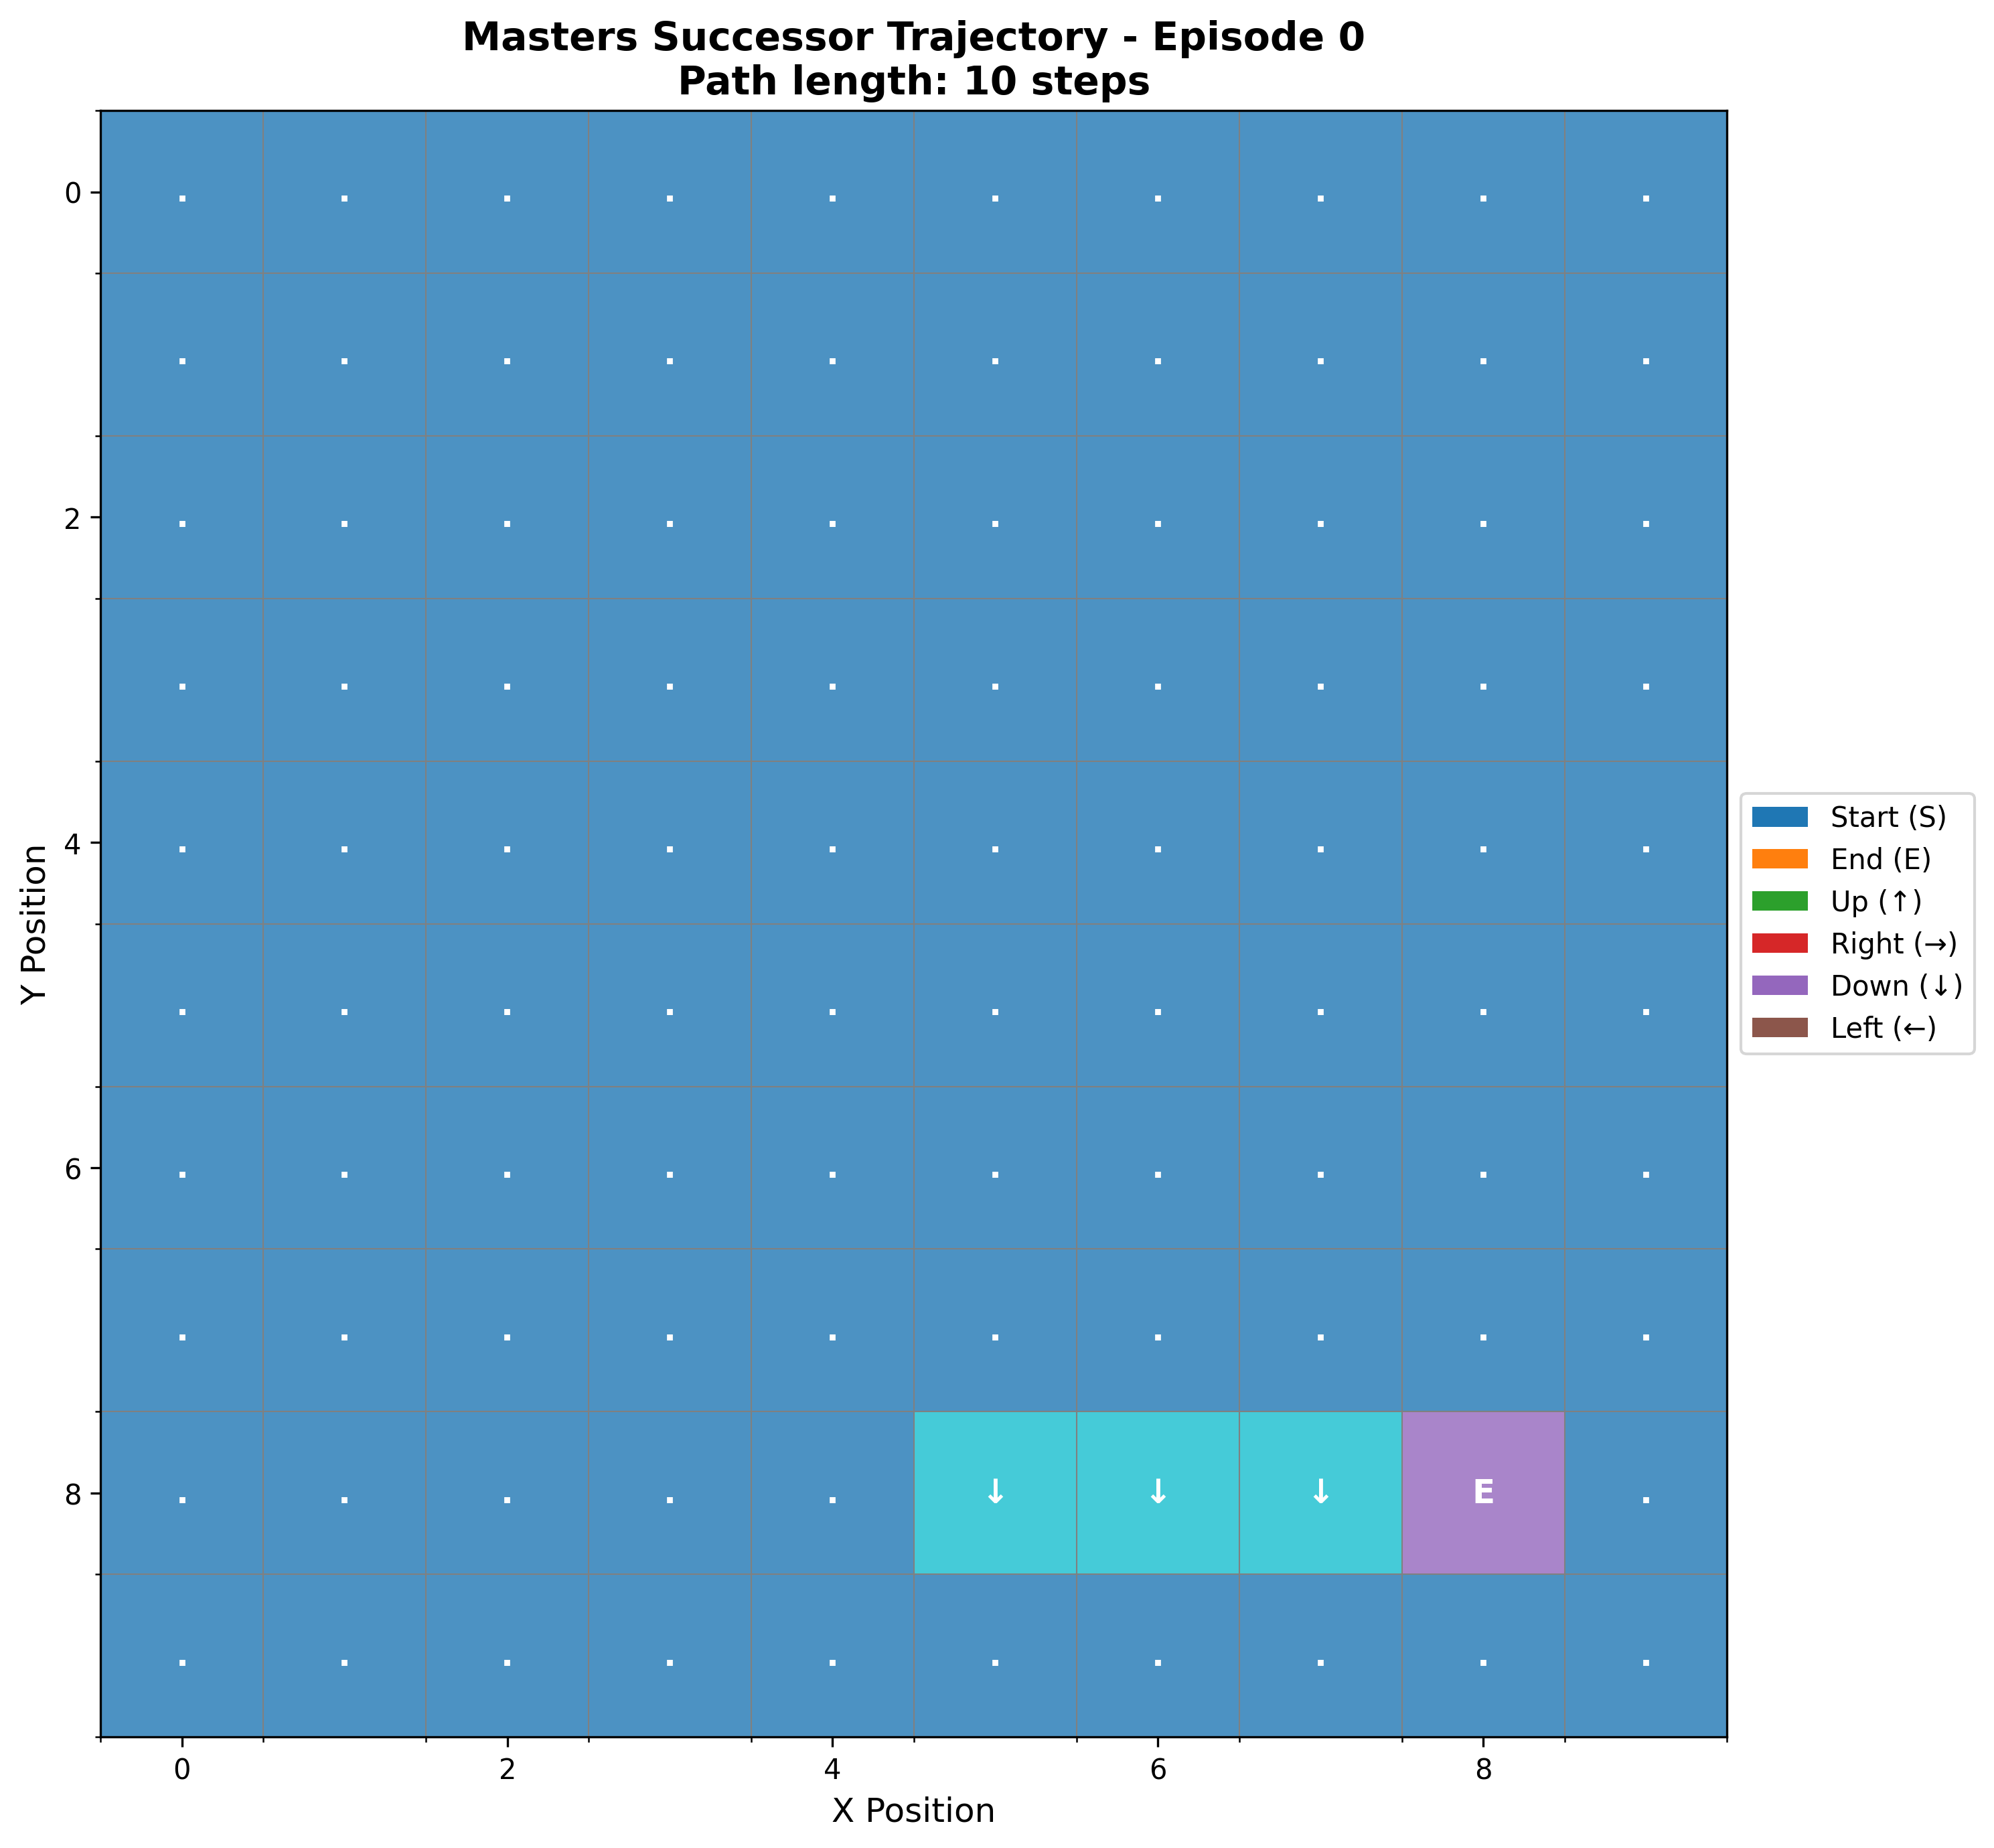 Masters Successor Trajectory - Episode 0
Path length: 10 steps
0
2
4
Y Position
6
8
↓ ↓ ↓ E
0 2 4 6 8
X Position
Start (S)
End (E)
Up (↑)
Right (→)
Down (↓)
Left (←)